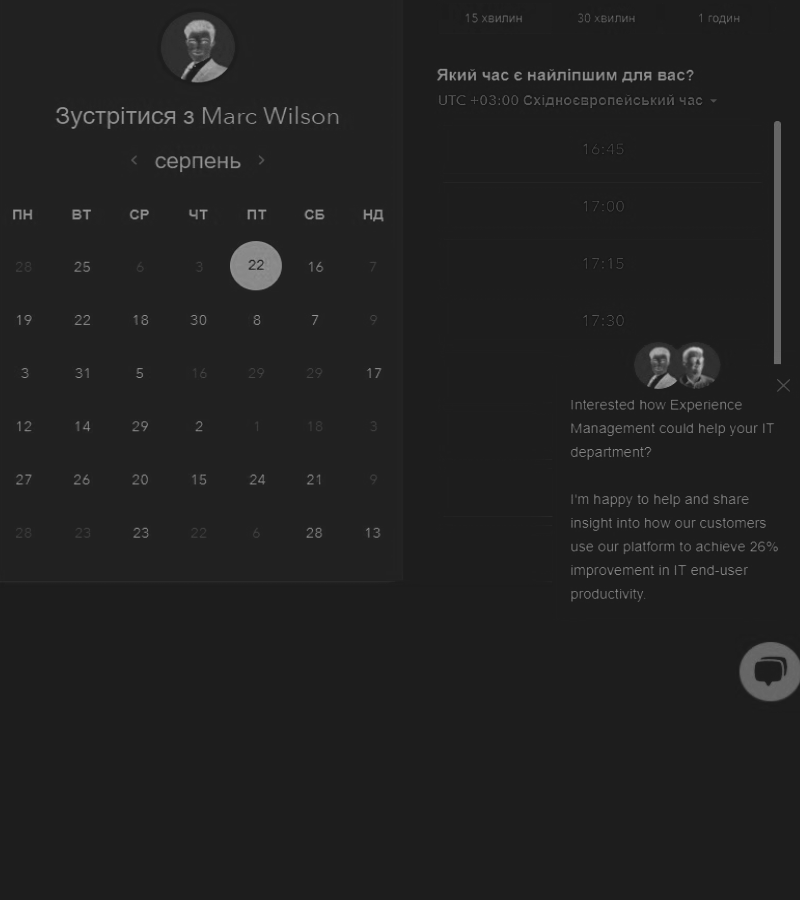 Зустрітися з Marc Wilson
серпень
ПН ВТ СР ЧТ ПТ СБ НД
28 25 6 3 22 16 7
19 22 18 30 8 7 9
3 31 5 16 29 29 17
12 14 29 2 1 18 3
27 26 20 15 24 21 9
28 23 23 22 6 28 13
15 хвилин 30 хвилин 1 годин
Який час є найліпшим для вас?
UTC +03:00 Східноєвропейський час
16:45
17:00
17:15
17:30
Interested how Experience
Management could help your IT
department?
I'm happy to help and share
insight into how our customers
use our platform to achieve 26%
improvement in IT end-user
productivity.